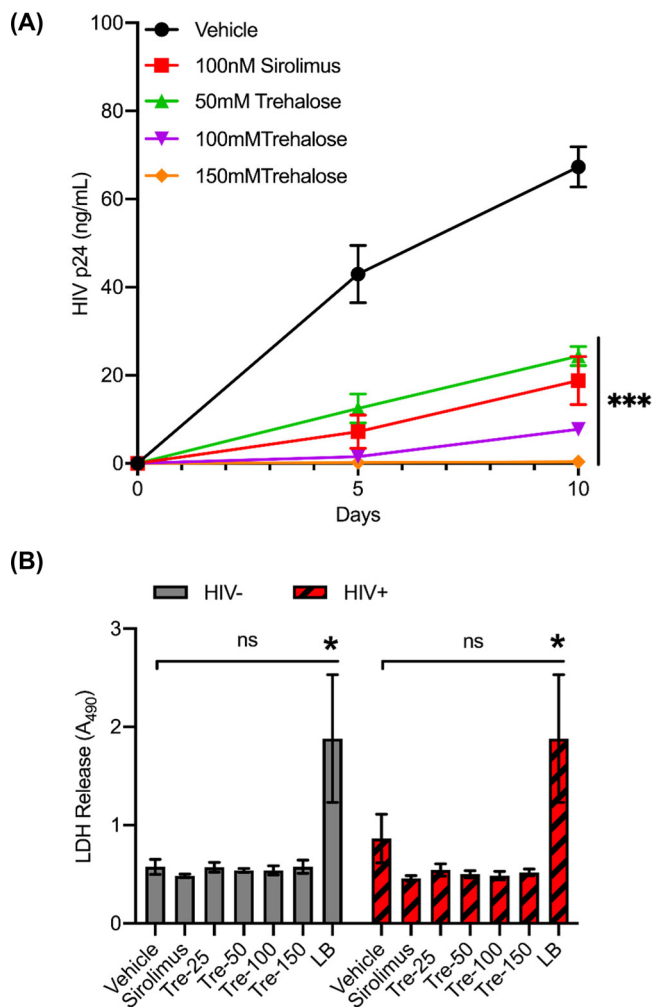 (A)
100
80
60
40
20
0
HIV p24 (ng/mL)
Vehicle
100nM Sirolimus
50mM Trehalose
100mMTrehalose
150mMTrehalose
***
0 5 10
Days
(B)
HIV- HIV+
3
2
1
0
LDH Release (A490)
ns * ns *
Vehicle Sirolimus Tre-25 Tre-50 Tre-100 Tre-150 LB Vehicle Sirolimus Tre-25 Tre-50 Tre-100 Tre-150 LB